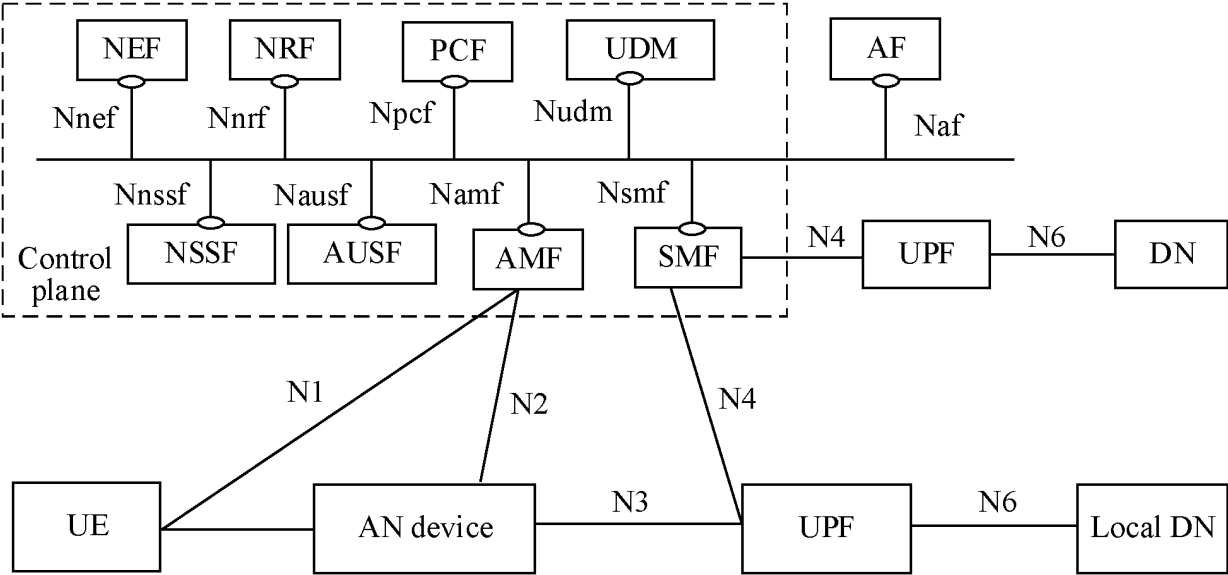 NEF
NRF
PCF
UDM
AF
Nnef
Nnrf
Npcf
Nudm
Naf
Nnssf
Nausf
Namf
Nsmf
Control
plane
NSSF
AUSF
AMF
SMF
N4
UPF
N6
DN
N1
N2
N4
UE
AN device
N3
UPF
N6
Local DN